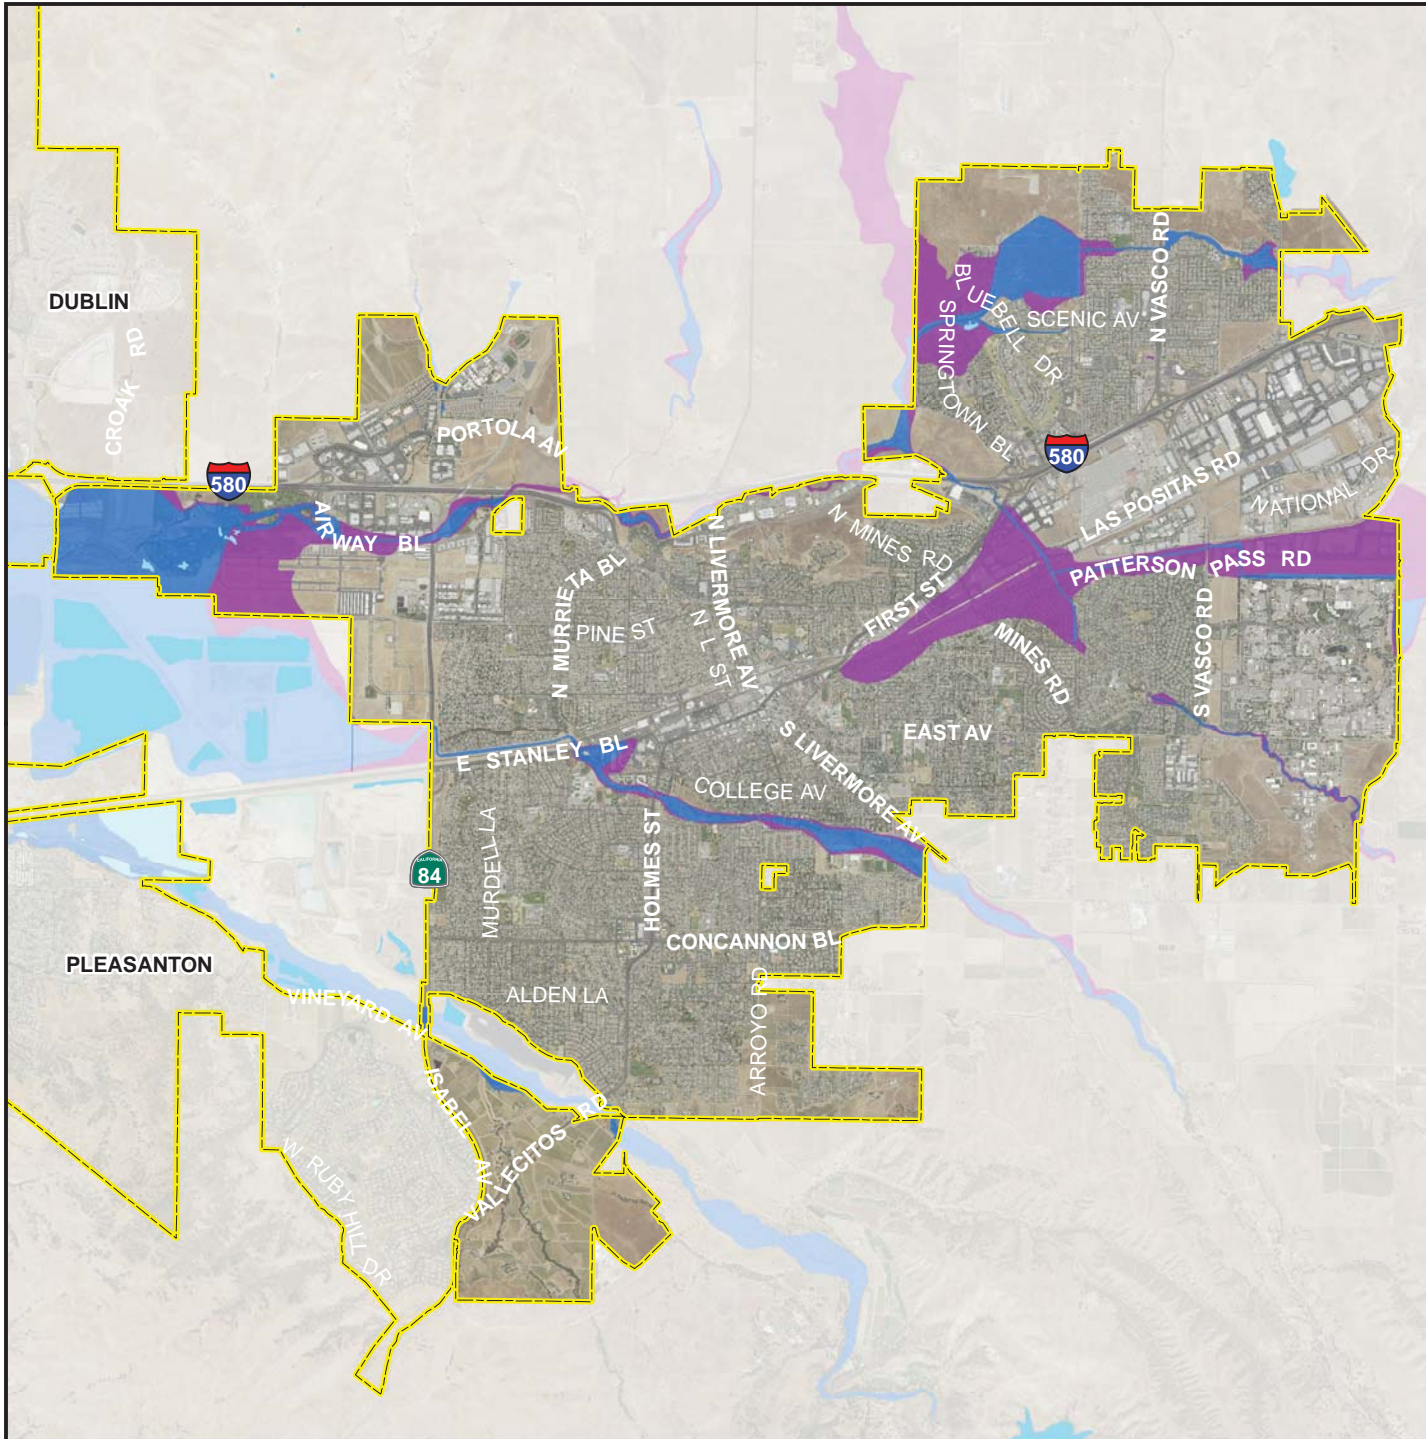 N VASCO RD
BLUEBELL DR
DUBLIN
SCENIC AV
SPRINGTOWN BL
CROAK RD
PORTOLA AV
580
580
LAS POSITAS RD
NATIONAL DR
AIRWAY BL
N MINES RD
N LIVERMORE AV
PATTERSON PASS RD
N MURRIETA BL
FIRST ST
PINE ST
N L ST
MINES RD
S VASCO RD
EAST AV
E STANLEY BL
S LIVERMORE AV
COLLEGE AV
MURDELL LA
HOLMES ST
CALIFORNIA
84
CONCANNON BL
PLEASANTON
ALDEN LA
VINEYARD AV
ARROYO RD
ISABEL AV
VALLECITOS RD
W RUBY HILL DR